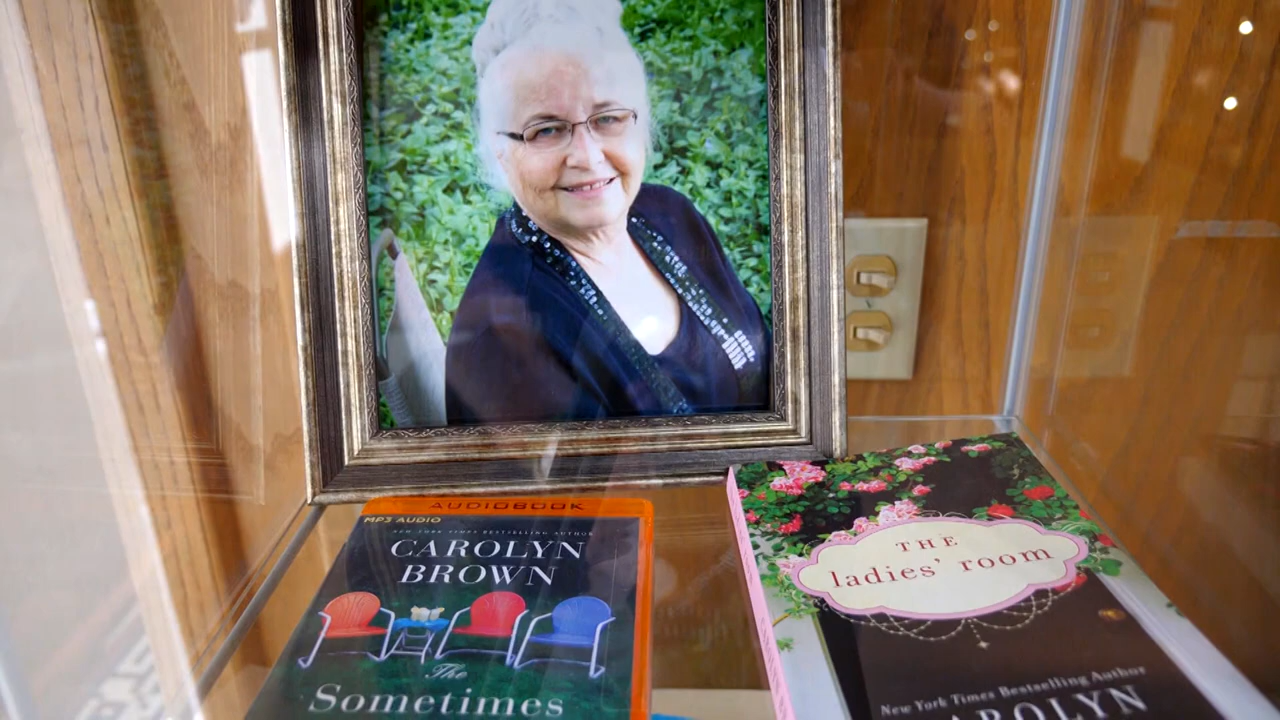 AUDIOBOOK
MP3 AUDIO
NEW YORK TIMES BESTSELLING AUTHOR
CAROLYN
BROWN
The
Sometimes
THE
ladies' room
New York Times Bestselling Author
CAROLYN